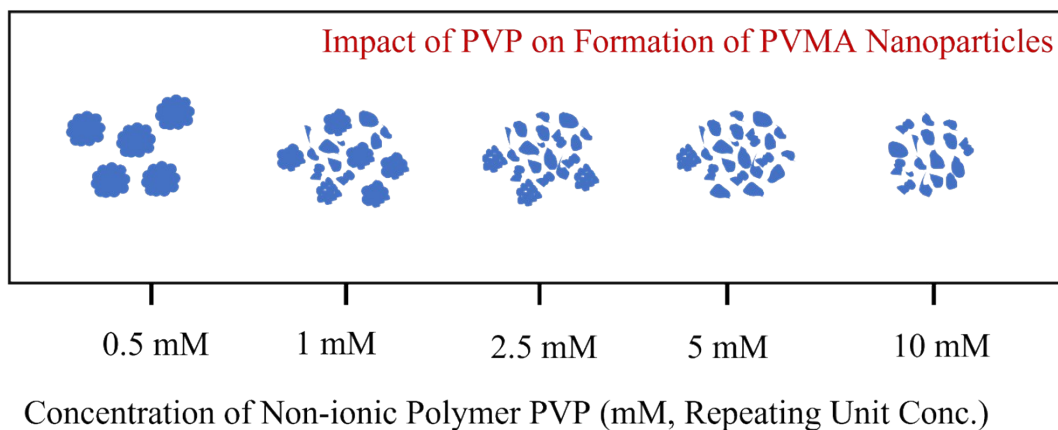 Impact of PVP on Formation of PVMA Nanoparticles
0.5 mM
1 mM
2.5 mM
5 mM
10 mM
Concentration of Non-ionic Polymer PVP (mM, Repeating Unit Conc.)